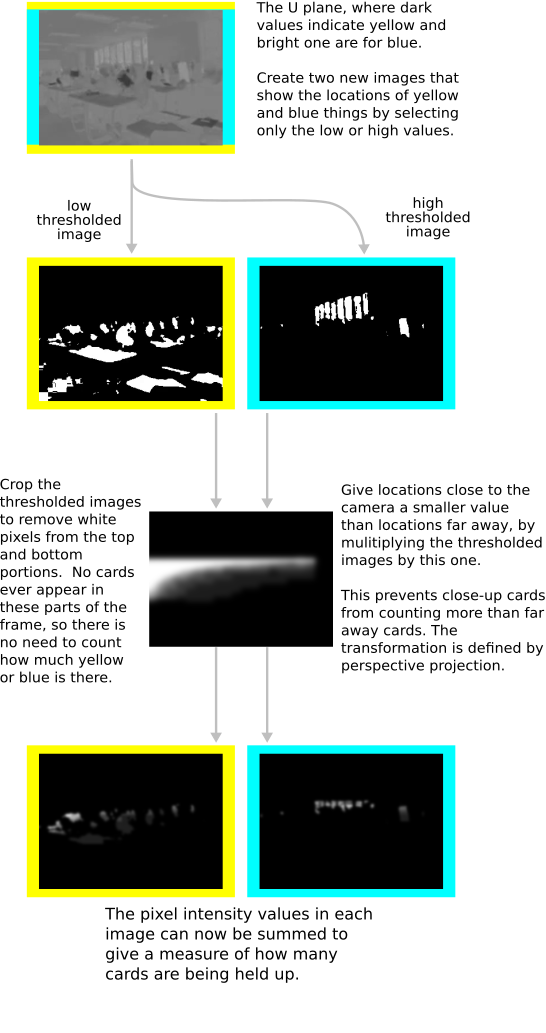 The U plane, where dark
values indicate yellow and
bright one are for blue.
Create two new images that
show the locations of yellow
and blue things by selecting
only the low or high values.
low
thresholded
image
high
thresholded
image
Crop the
thresholded images
to remove white
pixels from the top
and bottom
portions.  No cards
ever appear in
these parts of the
frame, so there is
no need to count
how much yellow
or blue is there.
Give locations close to the
camera a smaller value
than locations far away, by
mulitiplying the thresholded
images by this one.
This prevents close-up cards
from counting more than far
away cards. The
transformation is defined by
perspective projection.
The pixel intensity values in each
image can now be summed to
give a measure of how many
cards are being held up.